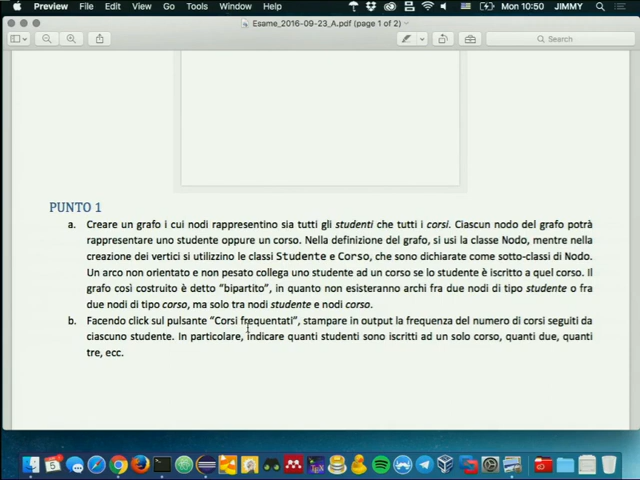 Preview File Edit View Go Tools Window Help Mon 10:50 JIMMY
Esame_2016-09-23_A.pdf (page 1 of 2)
Search
PUNTO 1
a. Creare un grafo i cui nodi rappresentino sia tutti gli studenti che tutti i corsi. Ciascun nodo del grafo potrà
rappresentare uno studente oppure un corso. Nella definizione del grafo, si usi la classe Nodo, mentre nella
creazione dei vertici si utilizzino le classi Studente e Corso, che sono dichiarate come sotto-classi di Nodo.
Un arco non orientato e non pesato collega uno studente ad un corso se lo studente è iscritto a quel corso. Il
grafo così costruito è detto "bipartito", in quanto non esisteranno archi fra due nodi di tipo studente o fra
due nodi di tipo corso, ma solo tra nodi studente e nodi corso.
b. Facendo click sul pulsante "Corsi frequentati", stampare in output la frequenza del numero di corsi seguiti da
ciascuno studente. In particolare, indicare quanti studenti sono iscritti ad un solo corso, quanti due, quanti
tre, ecc.
5